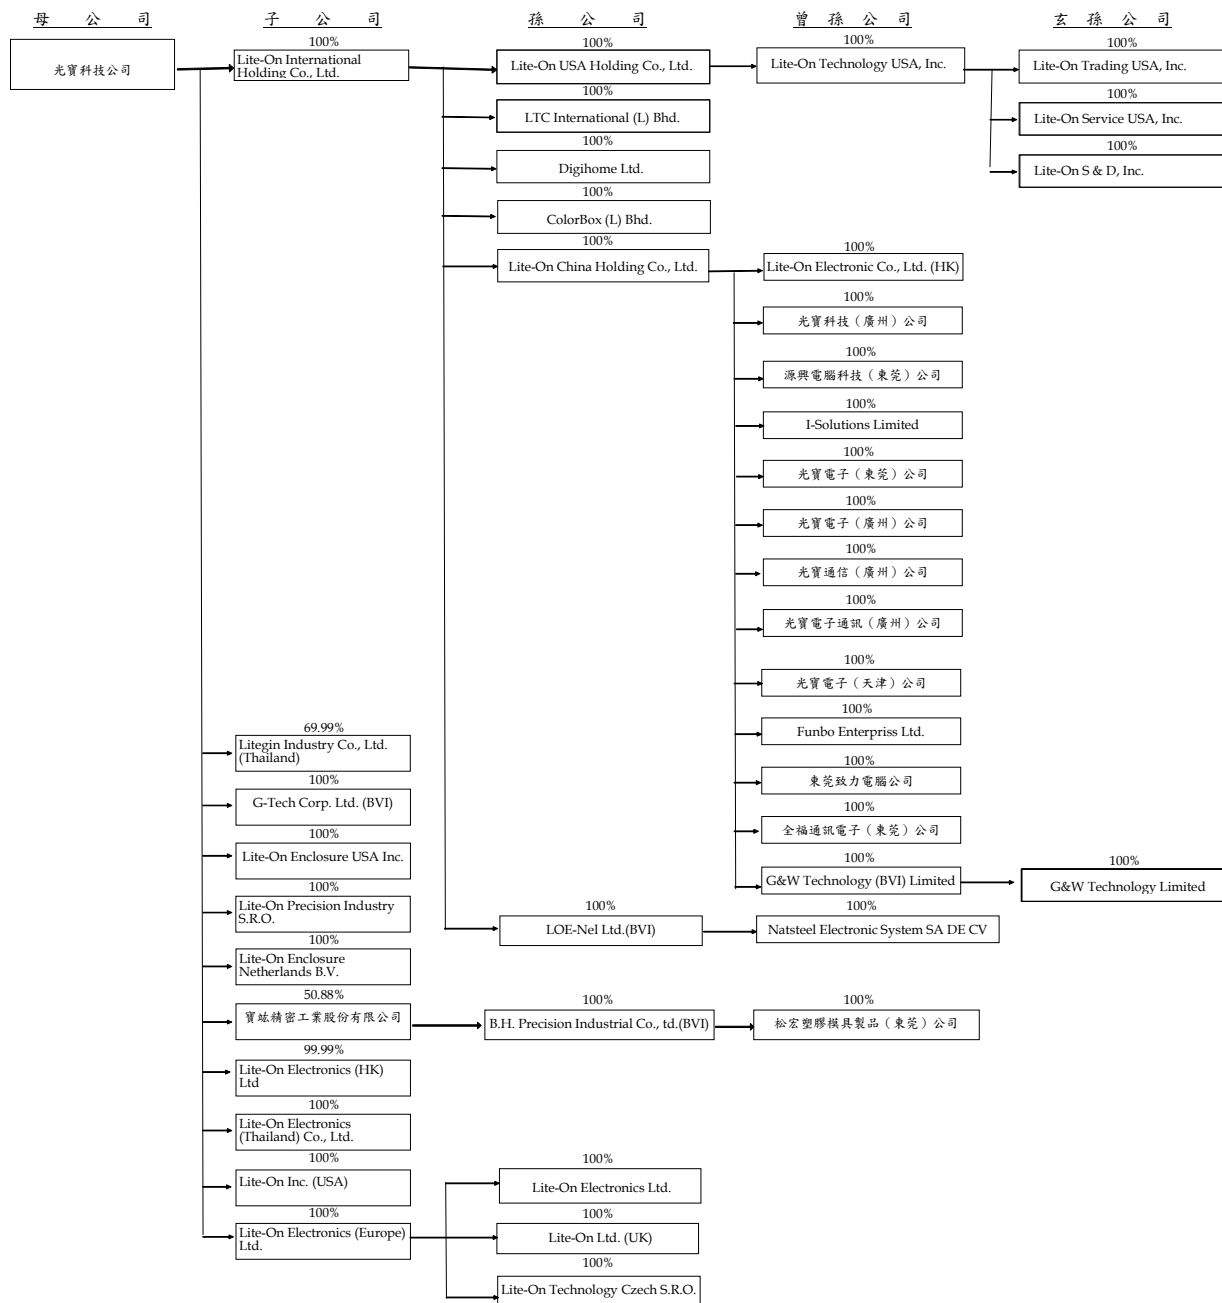 母公司 子公司 孫公司 曾孫公司 玄孫公司
光寶科技公司
100%
Lite-On International
Holding Co., Ltd.
100%
Lite-On USA Holding Co., Ltd.
100%
Lite-On Technology USA, Inc.
100%
Lite-On Trading USA, Inc.
100%
Lite-On Service USA, Inc.
100%
Lite-On S & D, Inc.
100%
LTC International (L) Bhd.
100%
Digihome Ltd.
100%
ColorBox (L) Bhd.
100%
Lite-On China Holding Co., Ltd.
100%
Lite-On Electronic Co., Ltd. (HK)
100%
光寶科技（廣州）公司
100%
源興電腦科技（東莞）公司
100%
I-Solutions Limited
100%
光寶電子（東莞）公司
100%
光寶電子（廣州）公司
100%
光寶通信（廣州）公司
100%
光寶電子通訊（廣州）公司
100%
光寶電子（天津）公司
100%
Funbo Enterpriss Ltd.
100%
東莞致力電腦公司
100%
全福通訊電子（東莞）公司
100%
G&W Technology (BVI) Limited
100%
G&W Technology Limited
100%
LOE-Nel Ltd.(BVI)
100%
Natsteel Electronic System SA DE CV
69.99%
Litegin Industry Co., Ltd.
(Thailand)
100%
G-Tech Corp. Ltd. (BVI)
100%
Lite-On Enclosure USA Inc.
100%
Lite-On Precision Industry
S.R.O.
100%
Lite-On Enclosure
Netherlands B.V.
50.88%
寶竑精密工業股份有限公司
100%
B.H. Precision Industrial Co., td.(BVI)
100%
松宏塑膠模具製品（東莞）公司
99.99%
Lite-On Electronics (HK)
Ltd
100%
Lite-On Electronics
(Thailand) Co., Ltd.
100%
Lite-On Inc. (USA)
100%
Lite-On Electronics (Europe)
Ltd.
100%
Lite-On Electronics Ltd.
100%
Lite-On Ltd. (UK)
100%
Lite-On Technology Czech S.R.O.